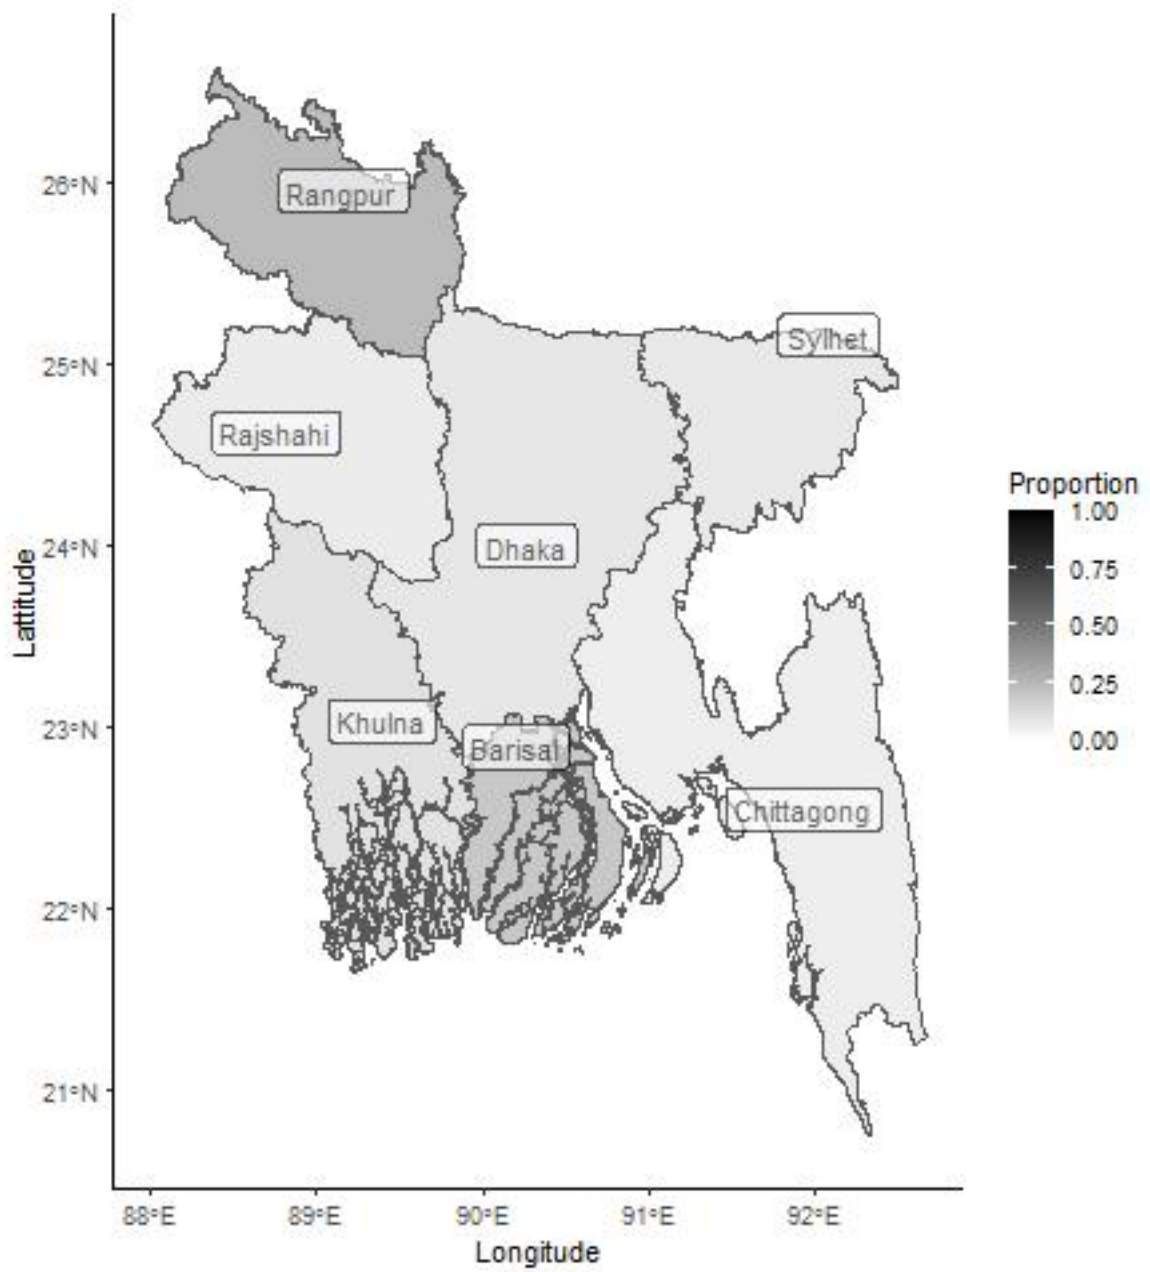 26°N
25°N
24°N
23°N
22°N
21°N
Lattitude
Rangpur
Sylhet
Rajshahi
Dhaka
Khulna
Barisal
Chittagong
88°E
89°E
90°E
91°E
92°E
Longitude
Proportion
1.00
0.75
0.50
0.25
0.00